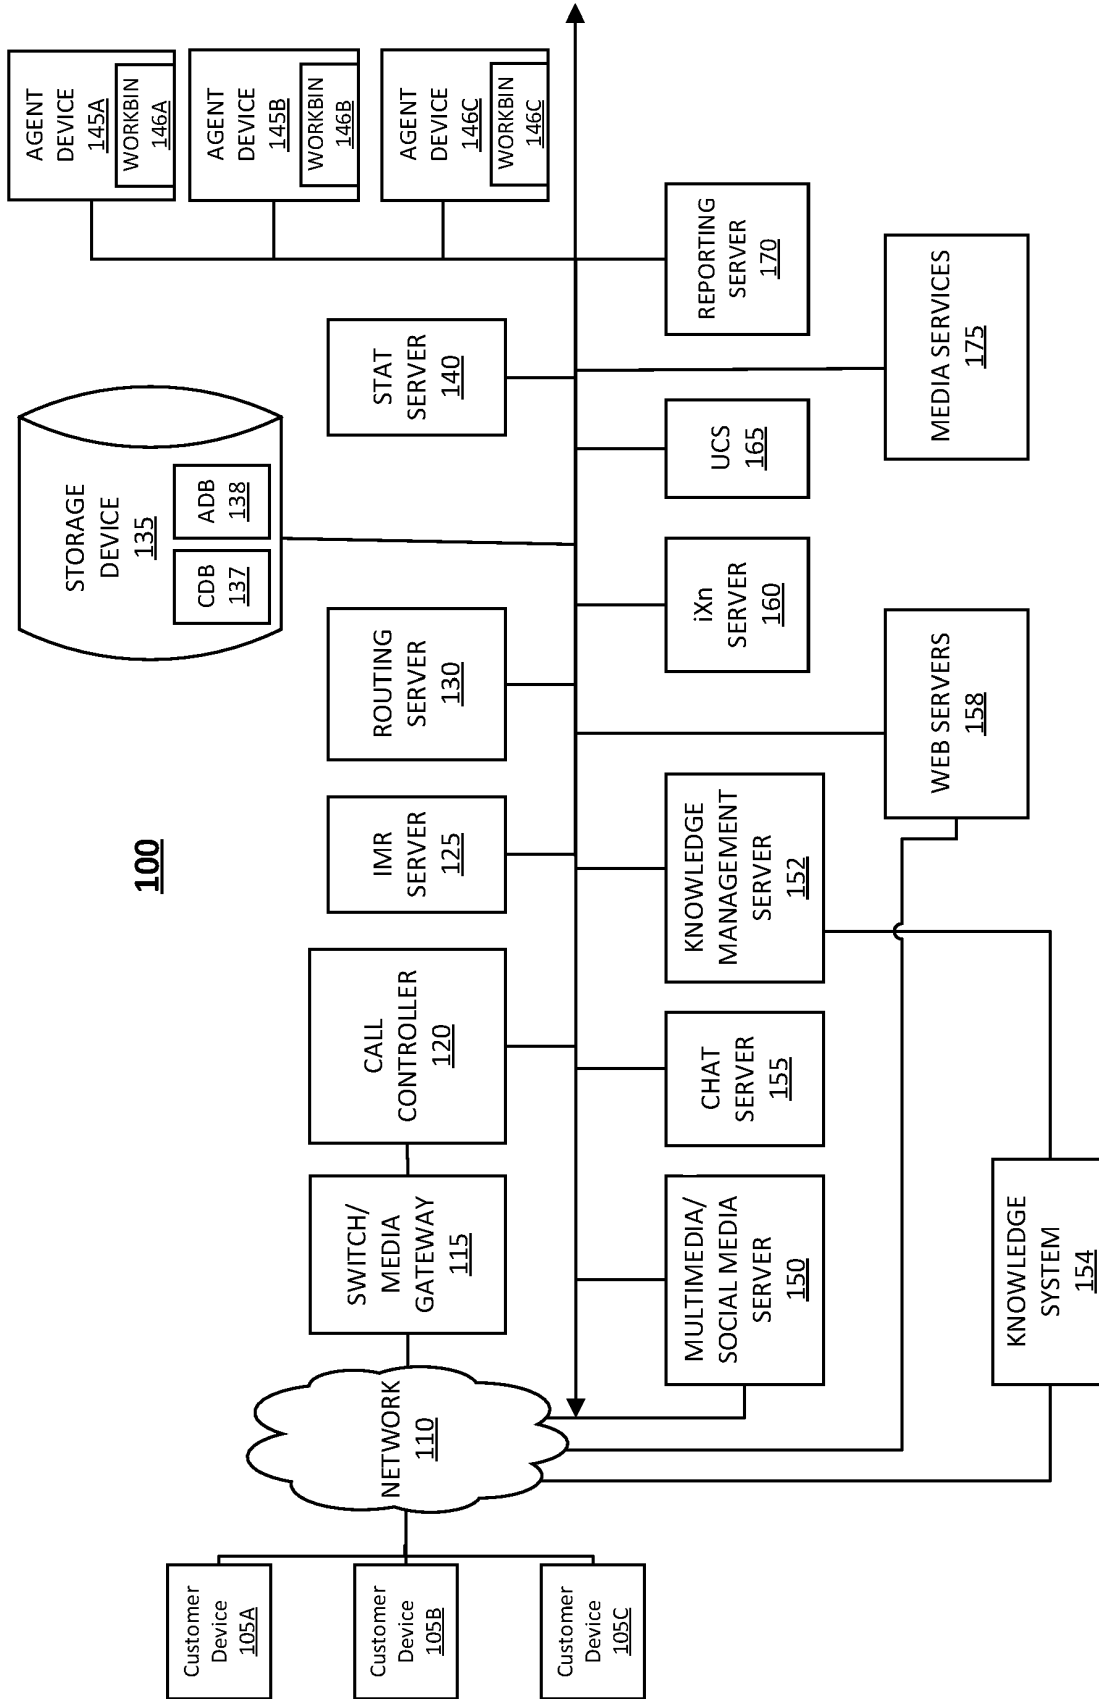 100
Customer
Device
105A
Customer
Device
105B
Customer
Device
105C
NETWORK
110
SWITCH/
MEDIA
GATEWAY
115
CALL
CONTROLLER
120
IMR
SERVER
125
ROUTING
SERVER
130
STORAGE
DEVICE
135
CDB
137
ADB
138
STAT
SERVER
140
AGENT
DEVICE
145A
WORKBIN
146A
AGENT
DEVICE
145B
WORKBIN
146B
AGENT
DEVICE
146C
WORKBIN
146C
MULTIMEDIA/
SOCIAL MEDIA
SERVER
150
CHAT
SERVER
155
KNOWLEDGE
MANAGEMENT
SERVER
152
iXn
SERVER
160
UCS
165
REPORTING
SERVER
170
KNOWLEDGE
SYSTEM
154
WEB SERVERS
158
MEDIA SERVICES
175